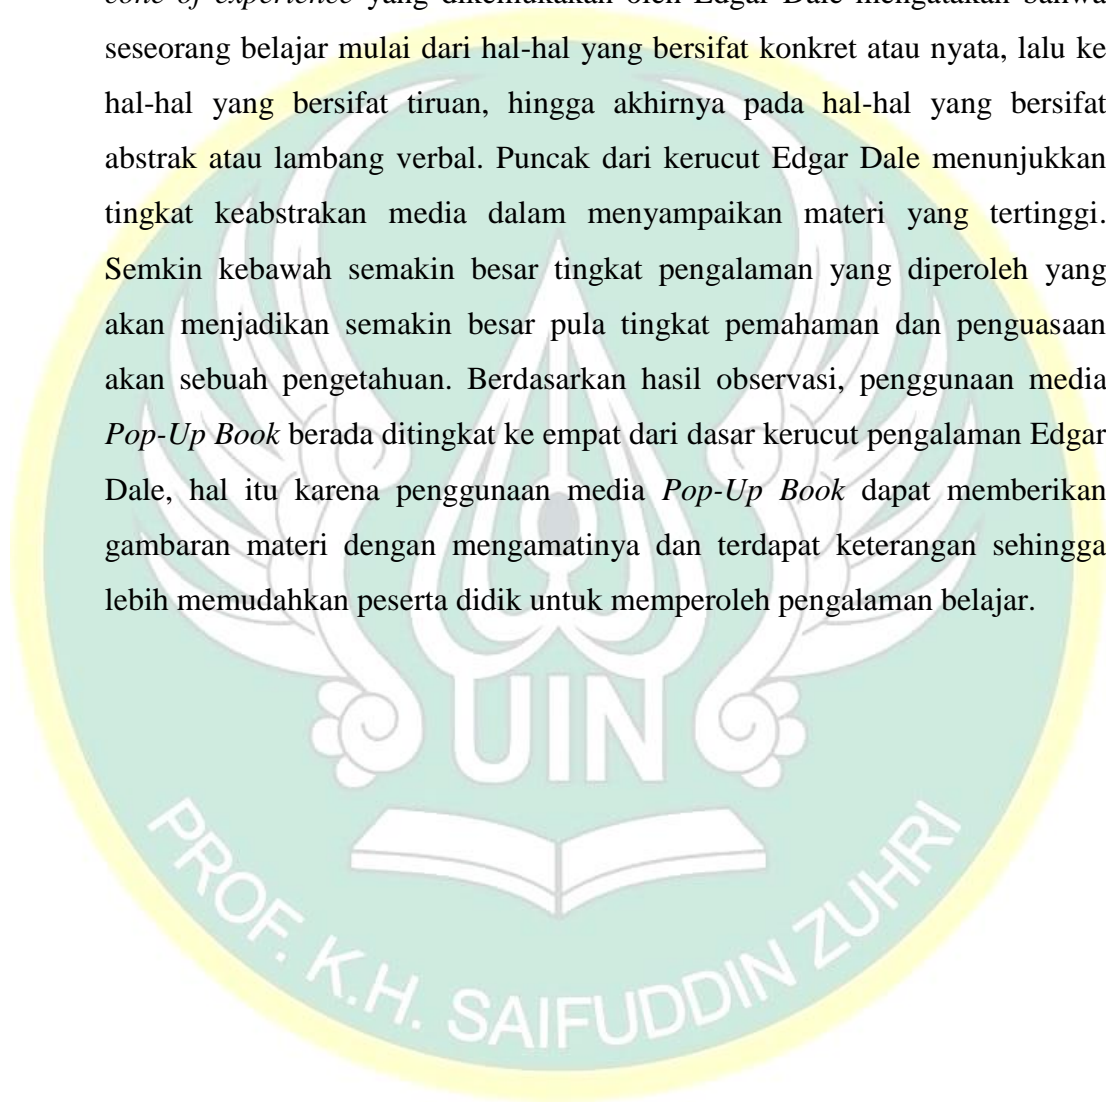 cone of experience yang dikemukakan oleh Edgar Dale mengatakan bahwa
seseorang belajar mulai dari hal-hal yang bersifat konkret atau nyata, lalu ke
hal-hal yang bersifat tiruan, hingga akhirnya pada hal-hal yang bersifat
abstrak atau lambang verbal. Puncak dari kerucut Edgar Dale menunjukkan
tingkat keabstrakan media dalam menyampaikan materi yang tertinggi.
Semkin kebawah semakin besar tingkat pengalaman yang diperoleh yang
akan menjadikan semakin besar pula tingkat pemahaman dan penguasaan
akan sebuah pengetahuan. Berdasarkan hasil observasi, penggunaan media
Pop-Up Book berada ditingkat ke empat dari dasar kerucut pengalaman Edgar
Dale, hal itu karena penggunaan media Pop-Up Book dapat memberikan
gambaran materi dengan mengamatinya dan terdapat keterangan sehingga
lebih memudahkan peserta didik untuk memperoleh pengalaman belajar.
UIN
PROF. K.H. SAIFUDDIN ZUHRI